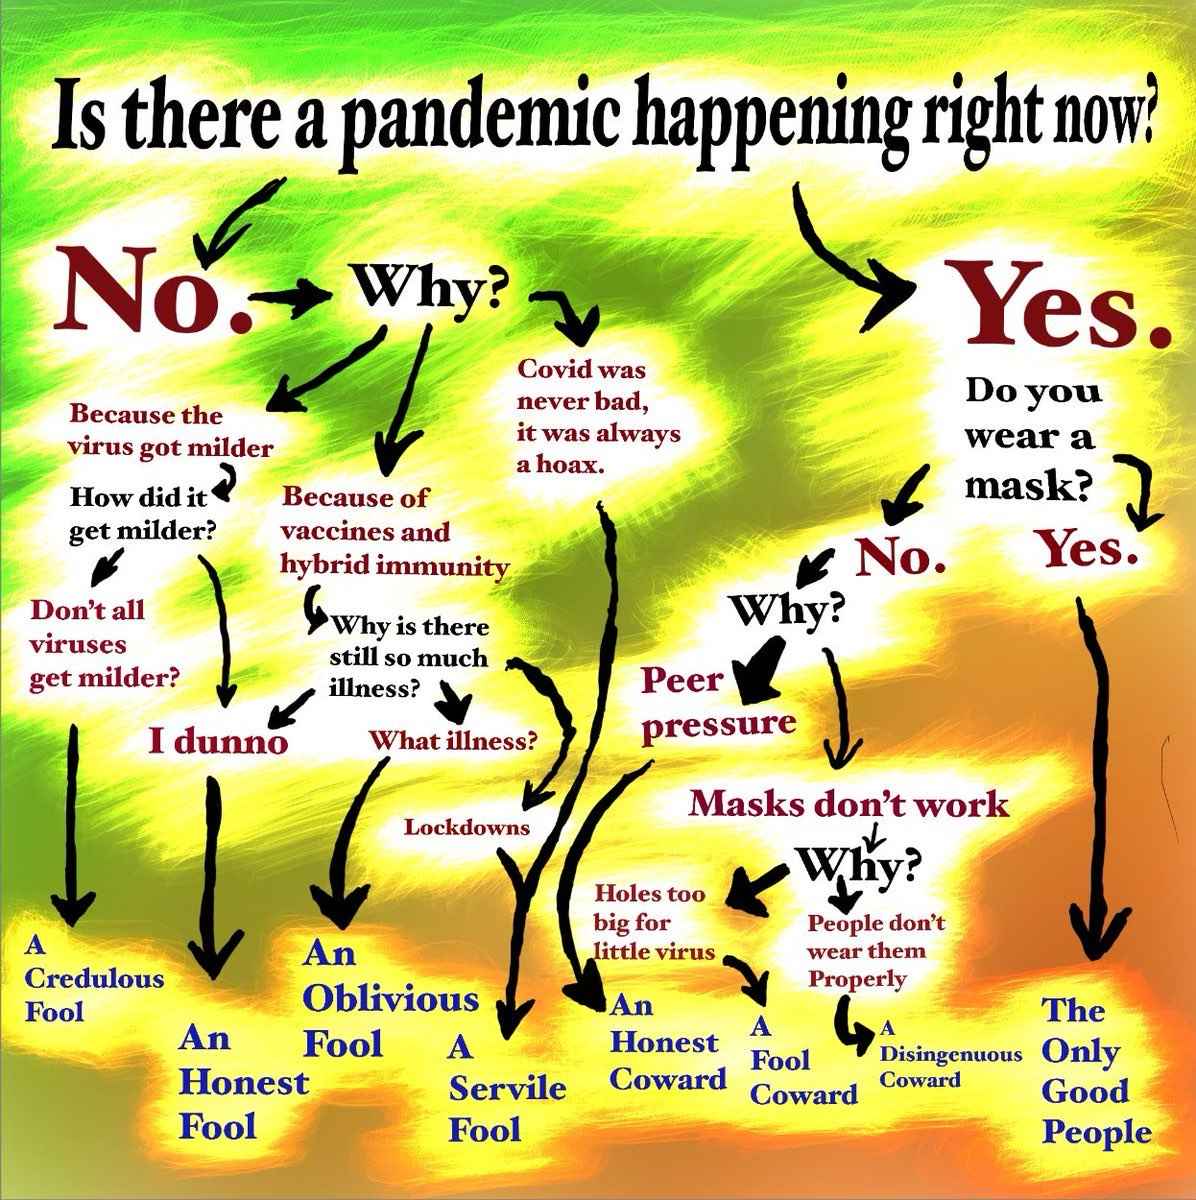 Is there a pandemic happening right now?
No.
Why?
Yes.
Because the
virus got milder
How did it
get milder?
Don't all
viruses
get milder?
I dunno
Because of
vaccines and
hybrid immunity
Why is there
still so much
illness?
What illness?
Lockdowns
Covid was
never bad,
it was always
a hoax.
Do you
wear a
mask?
No.
Yes.
Why?
Peer
pressure
Masks don't work
Why?
Holes too
big for
little virus
People don't
wear them
Properly
A
Credulous
Fool
An
Honest
Fool
An
Oblivious
Fool
A
Servile
Fool
An
Honest
Coward
A
Fool
Coward
A
Disingenuous
Coward
The
Only
Good
People